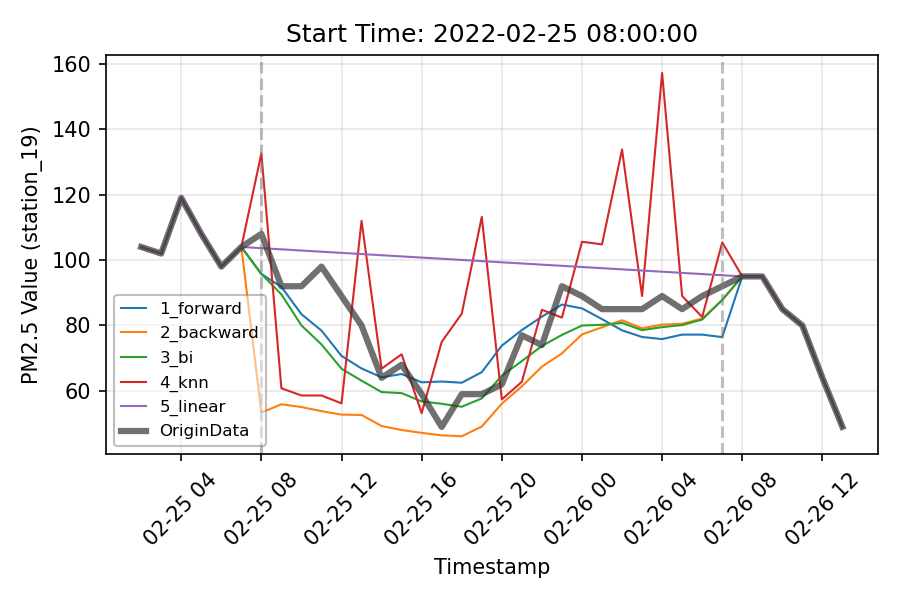 Start Time: 2022-02-25 08:00:00
PM2.5 Value (station_19)
160
140
120
100
80
60
1_forward
2_backward
3_bi
4_knn
5_linear
OriginData
02-25 04
02-25 08
02-25 12
02-25 16
02-25 20
02-26 00
02-26 04
02-26 08
02-26 12
Timestamp